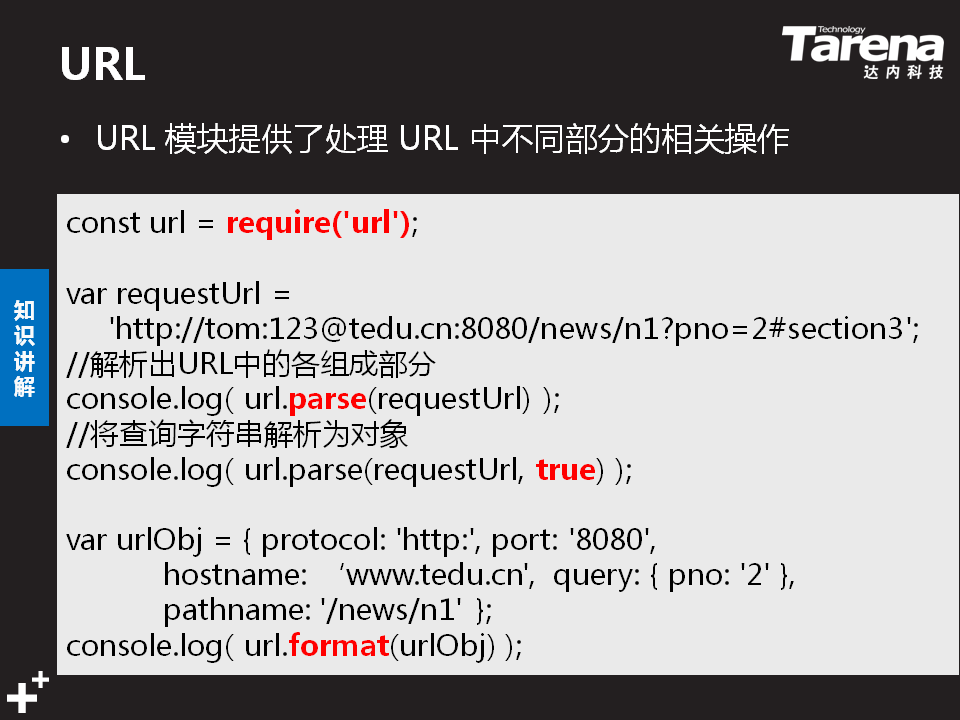 URL
Technology
Tarena
达内科技
• URL 模块提供了处理 URL 中不同部分的相关操作
知识讲解
const url = require('url');
var requestUrl =
'http://tom:123@tedu.cn:8080/news/n1?pno=2#section3';
//解析出URL中的各组成部分
console.log( url.parse(requestUrl) );
//将查询字符串解析为对象
console.log( url.parse(requestUrl, true) );
var urlObj = { protocol: 'http:', port: '8080',
hostname: ‘www.tedu.cn', query: { pno: '2' },
pathname: '/news/n1' };
console.log( url.format(urlObj) );